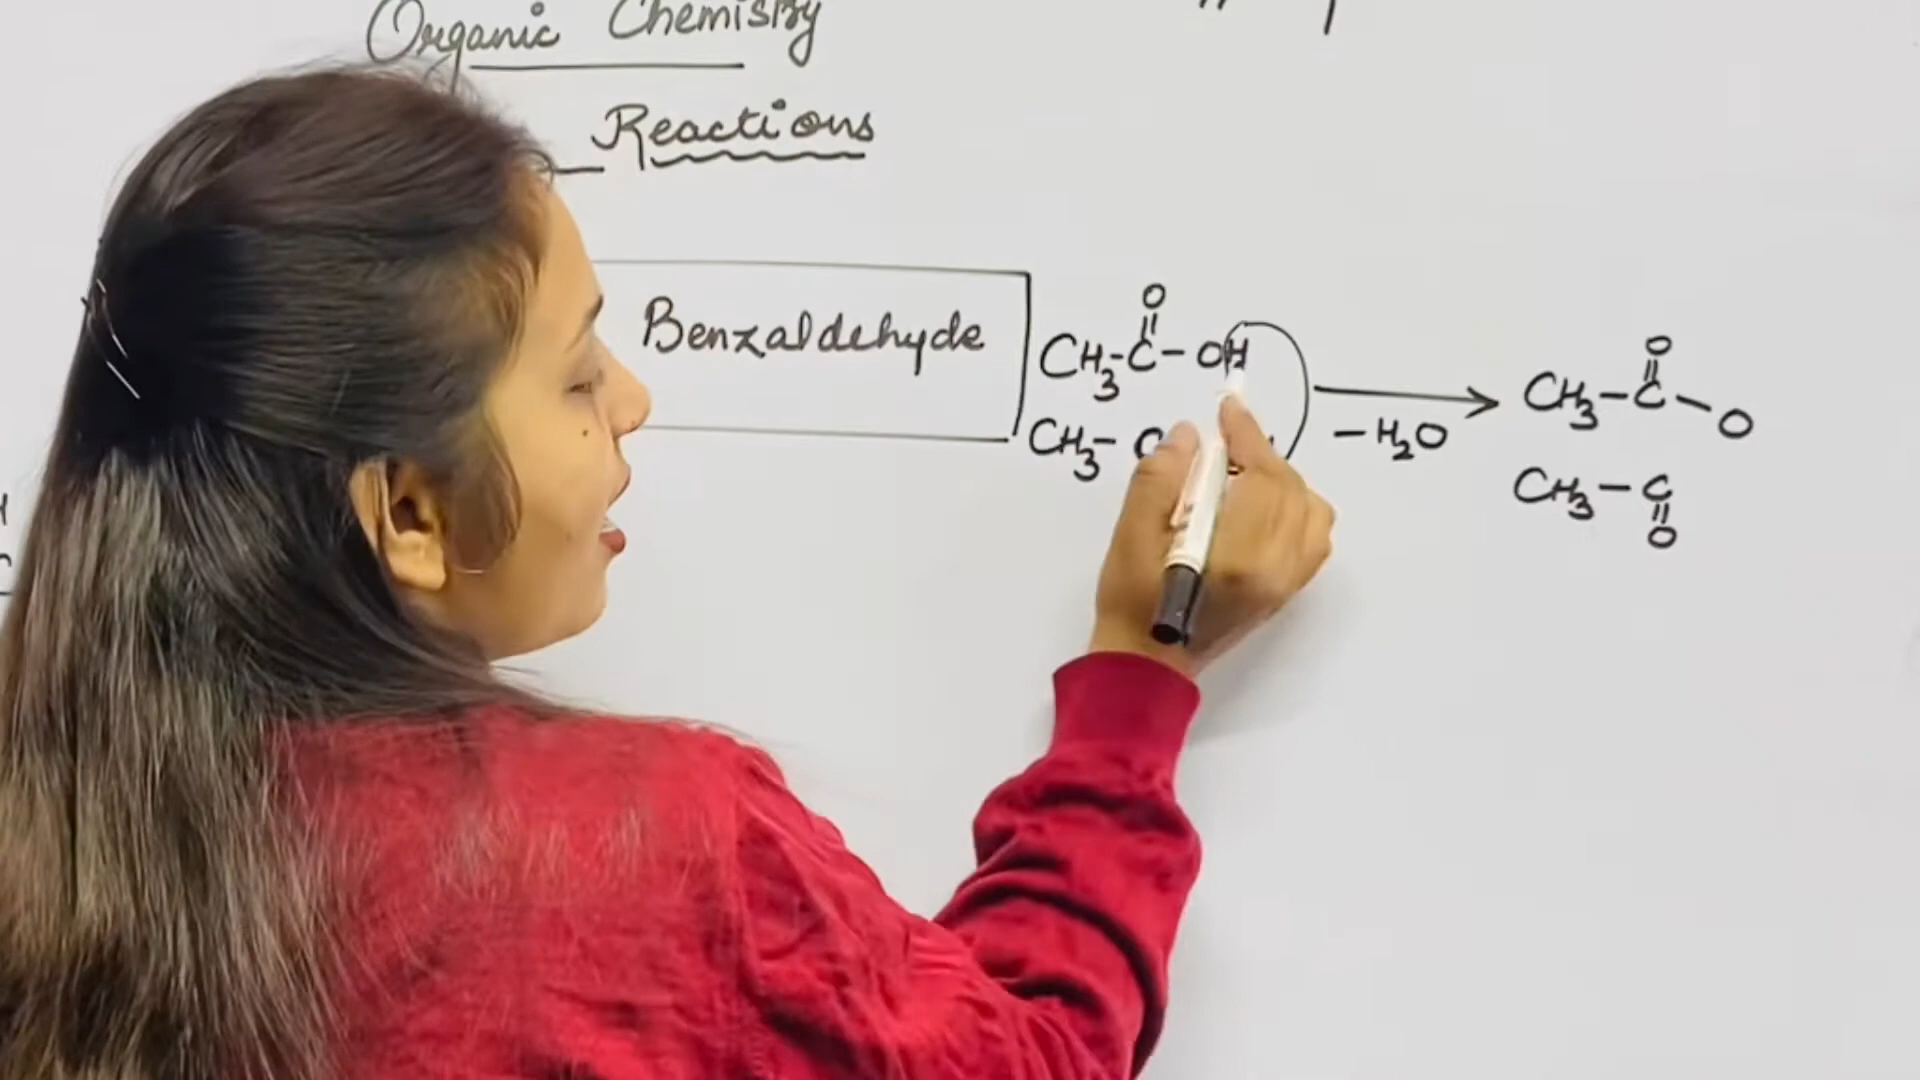 Organic Chemistry
Reactions
Benzaldehyde
O
||
CH3-C-OH
CH3-
-H2O
O
||
CH3-C-O
CH3-C
||
O